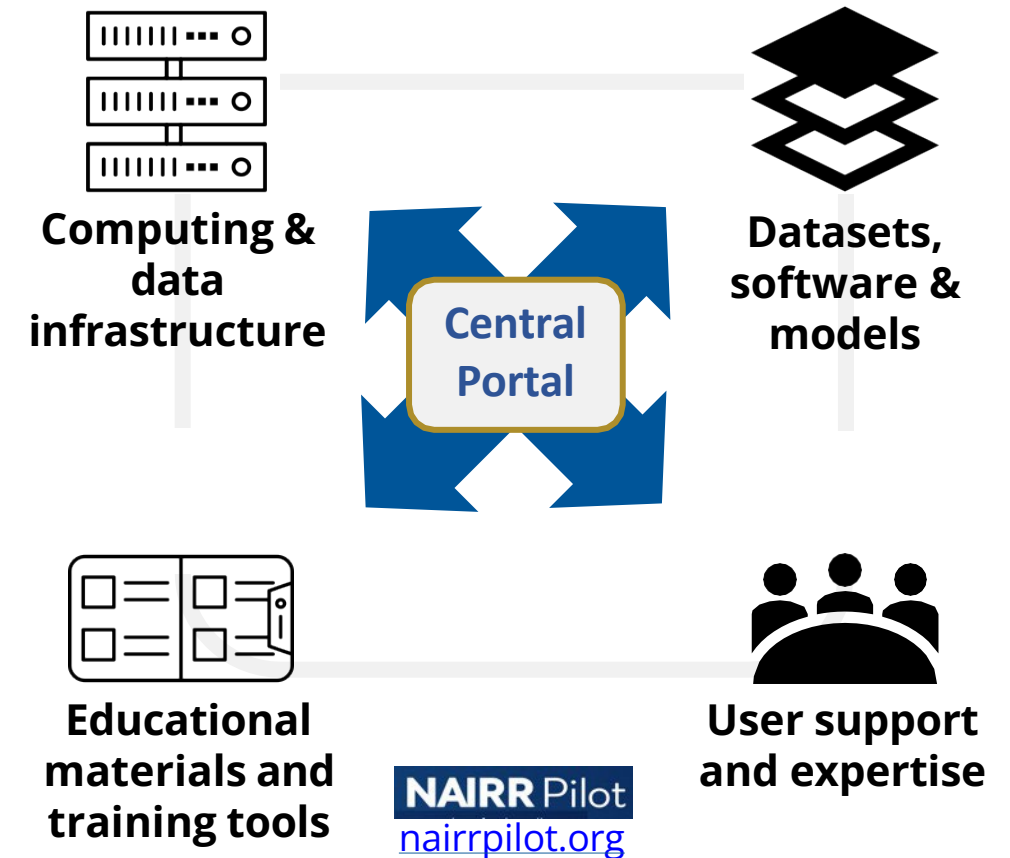 Computing &
data
infrastructure
Datasets,
software &
models
Central
Portal
Educational
materials and
training tools
User support
and expertise
NAIRR Pilot
nairrpilot.org